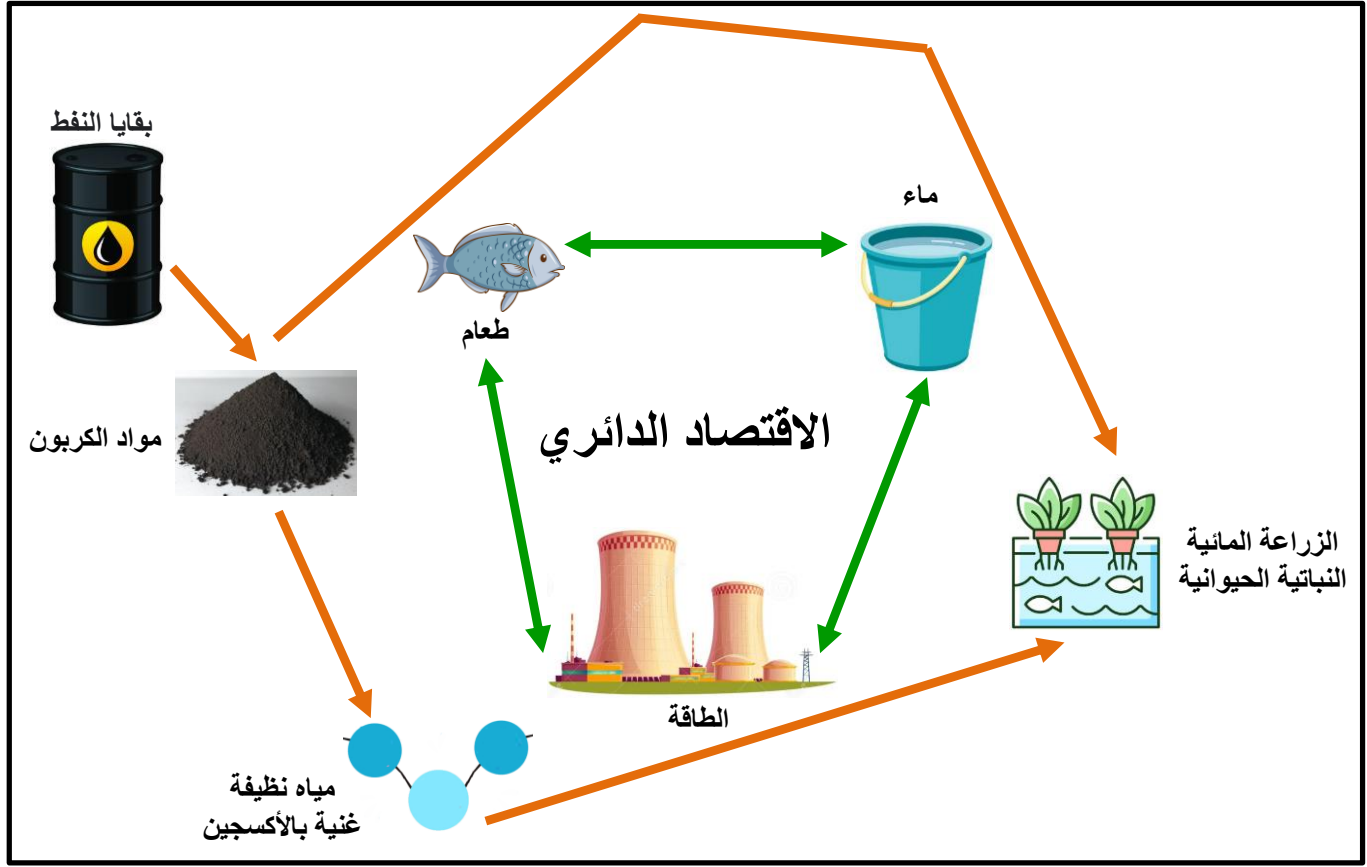 بقايا النفط
ماء
طعام
الاقتصاد الدائري
مواد الكربون
الزراعة المائية
النباتية الحيوانية
الطاقة
مياه نظيفة
غنية بالأكسجين